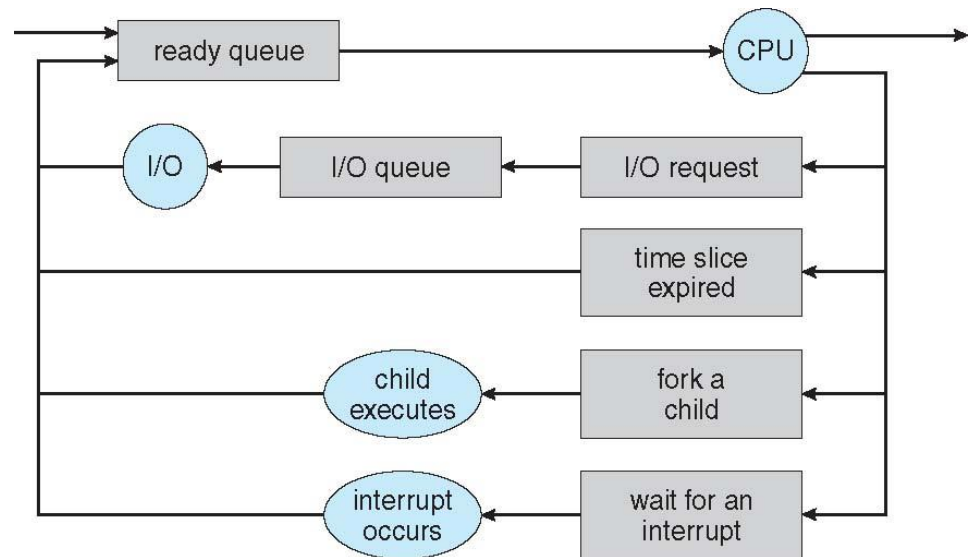 ready queue
CPU
I/O
I/O queue
I/O request
time slice
expired
child
executes
fork a
child
interrupt
occurs
wait for an
interrupt